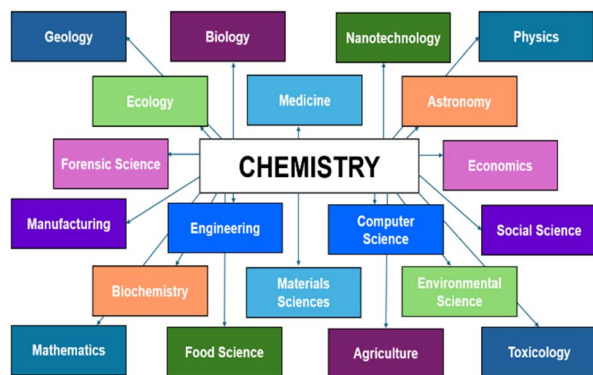 Geology
Biology
Nanotechnology
Physics
Ecology
Medicine
Astronomy
Forensic Science
CHEMISTRY
Economics
Manufacturing
Engineering
Computer
Science
Social Science
Biochemistry
Materials
Sciences
Environmental
Science
Mathematics
Food Science
Agriculture
Toxicology